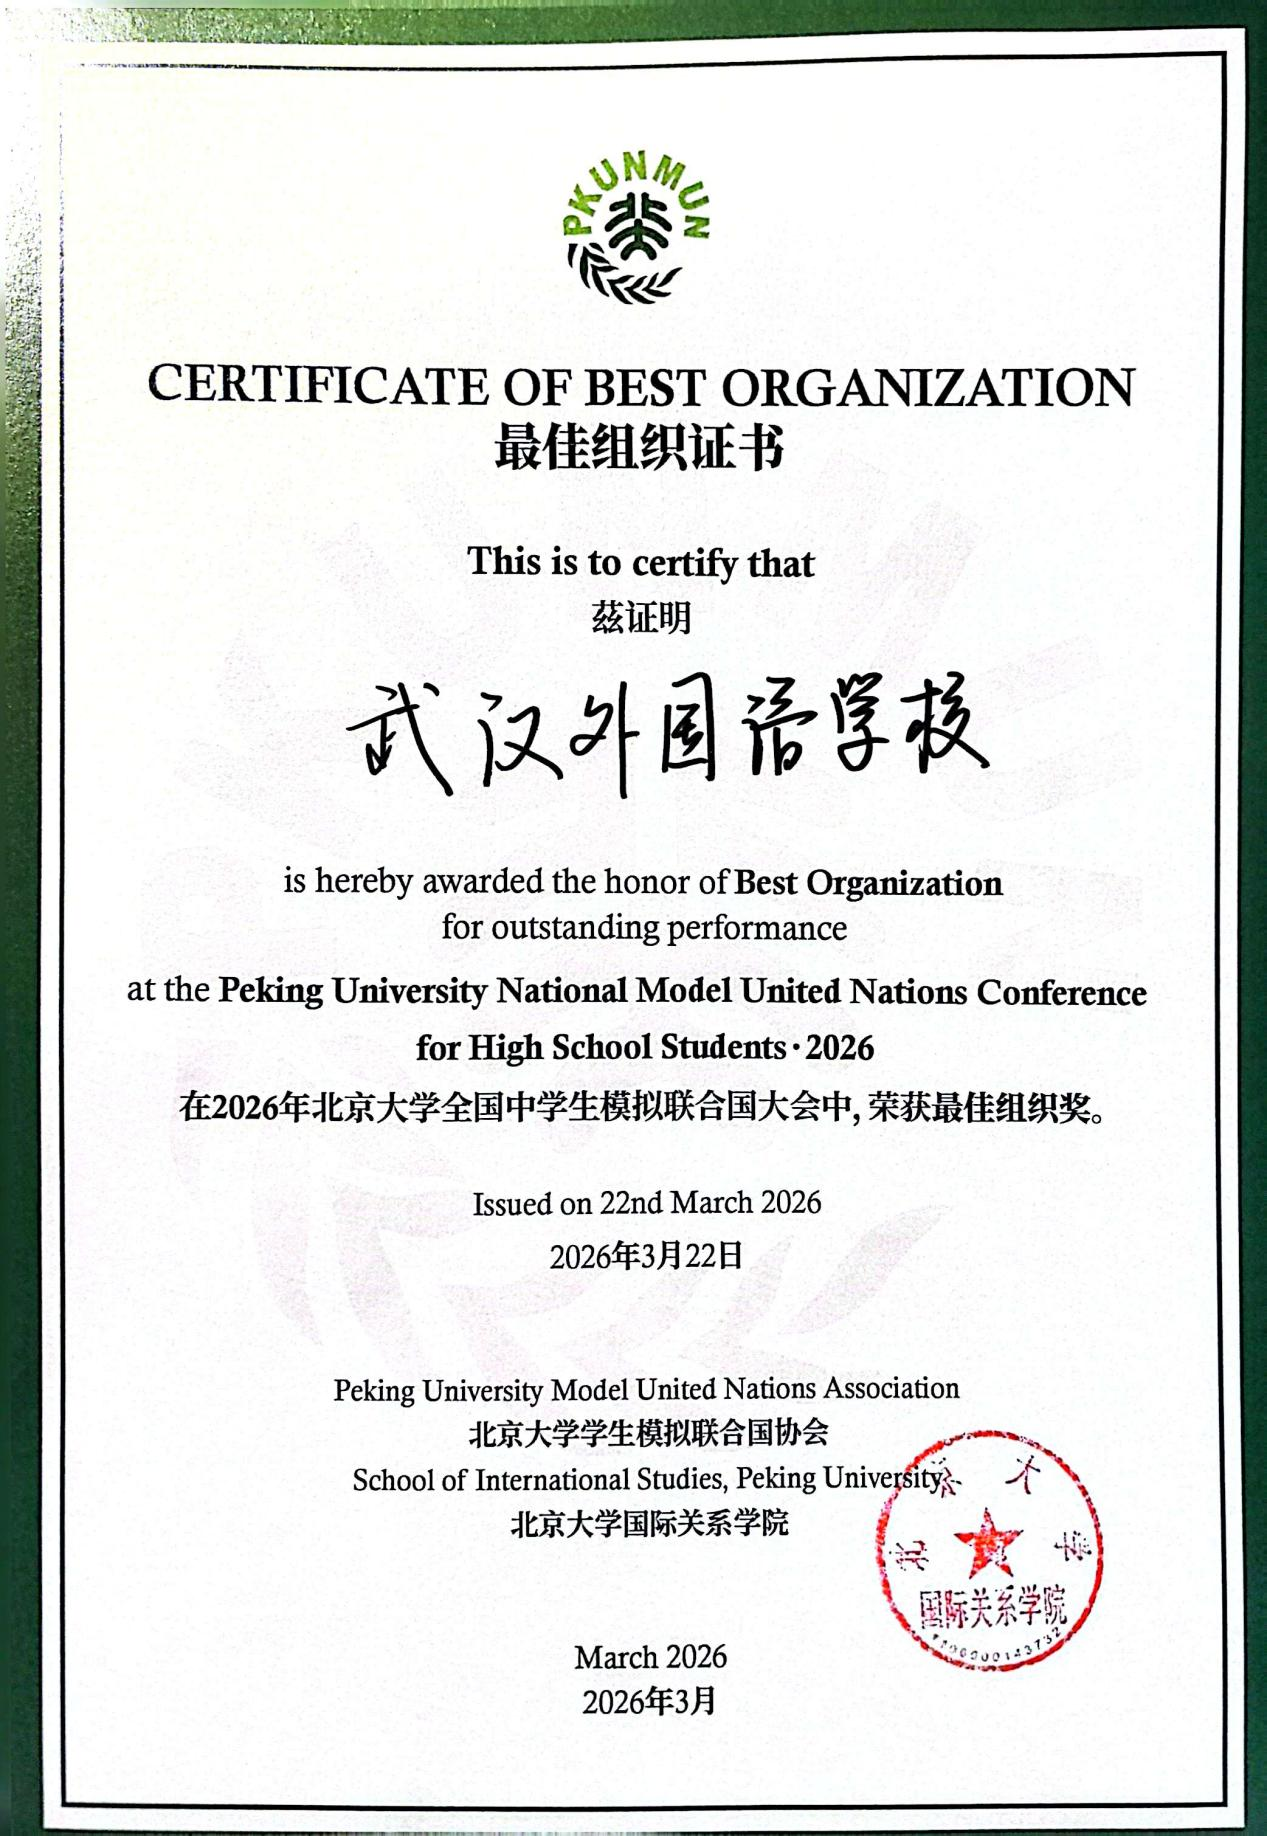 PKUNMUN
CERTIFICATE OF BEST ORGANIZATION
最佳组织证书
This is to certify that
兹证明
武汉外国语学校
is hereby awarded the honor of Best Organization
for outstanding performance
at the Peking University National Model United Nations Conference
for High School Students·2026
在2026年北京大学全国中学生模拟联合国大会中, 荣获最佳组织奖。
Issued on 22nd March 2026
2026年3月22日
Peking University Model United Nations Association
北京大学学生模拟联合国协会
School of International Studies, Peking University
北京大学国际关系学院
北京大学
国际关系学院
March 2026
2026年3月